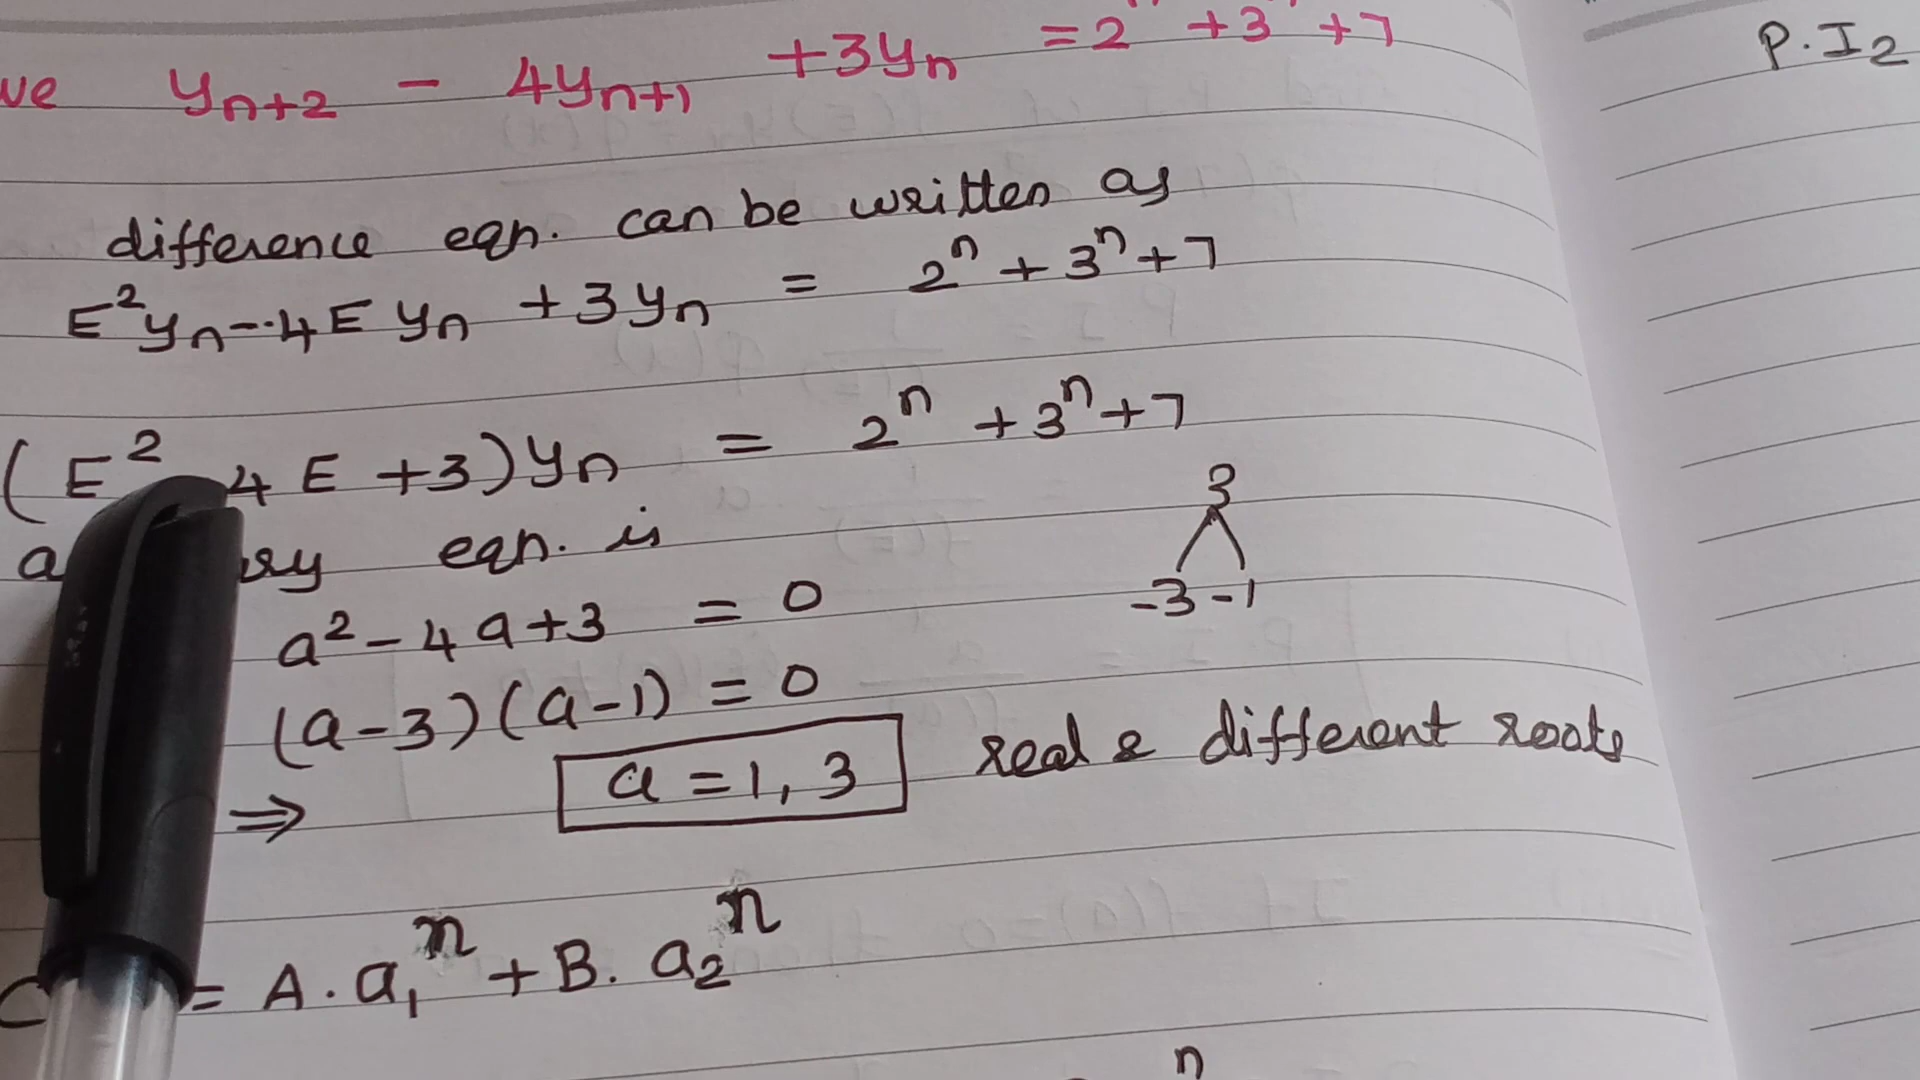 ve yₙ₊₂ - 4yₙ₊₁ + 3yₙ = 2ⁿ + 3ⁿ + 7
P.I₂
difference eqn. can be written as
E²yₙ - 4E yₙ + 3yₙ = 2ⁿ + 3ⁿ + 7
(E² 4E + 3)yₙ = 2ⁿ + 3ⁿ + 7
eqn. is
3
-3 -1
a² - 4a + 3 = 0
(a - 3)(a - 1) = 0
⇒ a = 1, 3 real & different roots
C = A. a₁ⁿ + B. a₂ⁿ
n